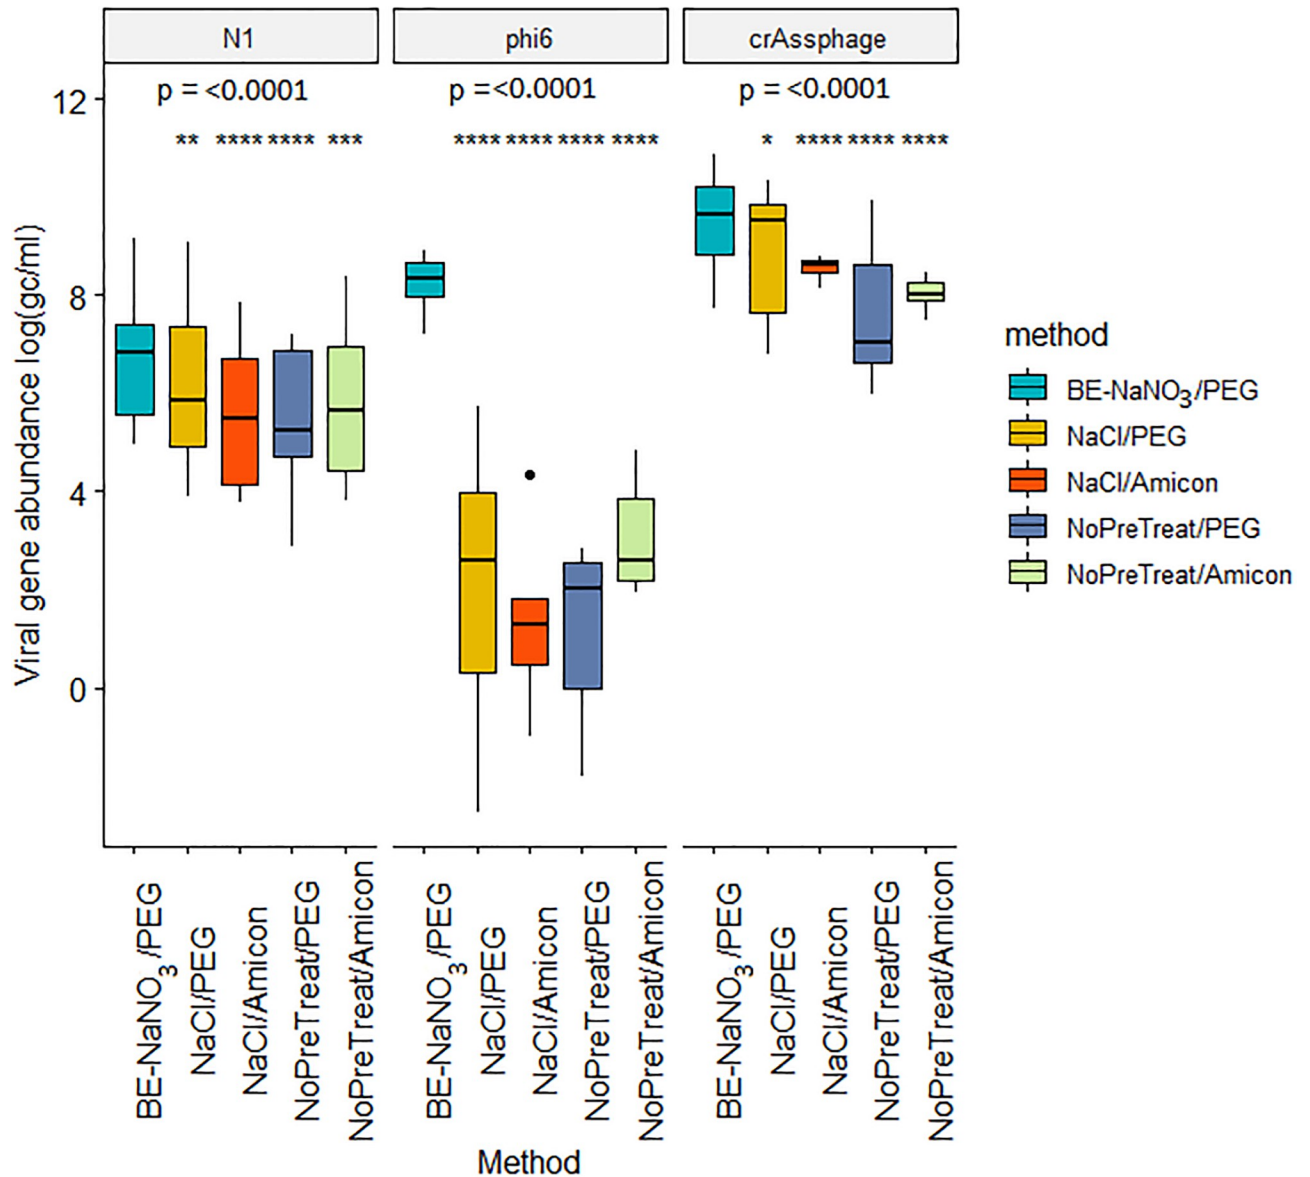 N1 phi6 crAssphage
p = <0.0001 p =<0.0001 p = <0.0001
** **** **** *** **** **** **** **** * **** **** ****
Viral gene abundance log(gc/ml)
12
8
4
0
BE-NaNO3/PEG
NaCl/PEG
NaCl/Amicon
NoPreTreat/PEG
NoPreTreat/Amicon
BE-NaNO3/PEG
NaCl/PEG
NaCl/Amicon
NoPreTreat/PEG
NoPreTreat/Amicon
BE-NaNO3/PEG
NaCl/PEG
NaCl/Amicon
NoPreTreat/PEG
NoPreTreat/Amicon
Method
method
BE-NaNO3/PEG
NaCl/PEG
NaCl/Amicon
NoPreTreat/PEG
NoPreTreat/Amicon